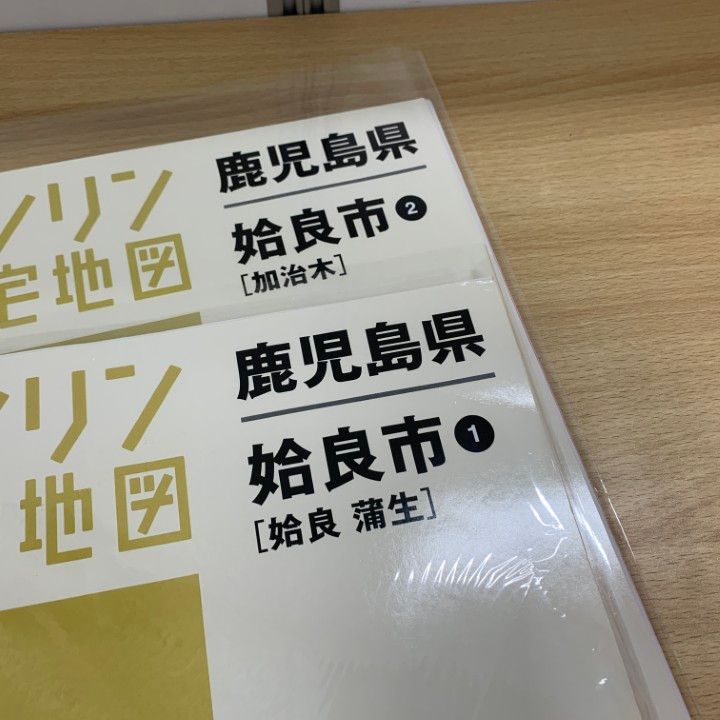 ンリン
宅地図
鹿児島県
姶良市2
[加治木]
ンリン
地図
鹿児島県
姶良市1
[姶良 蒲生]